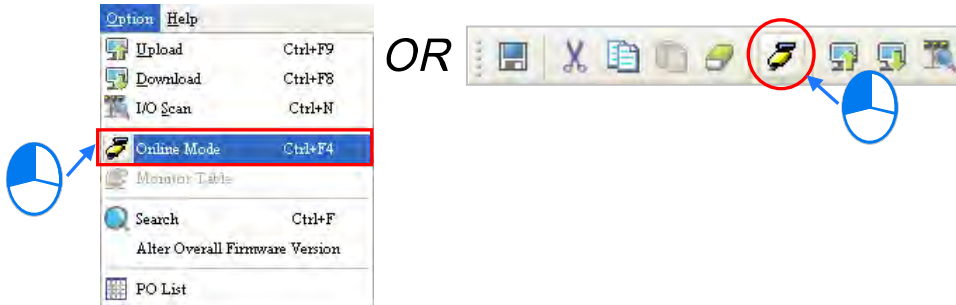 Option Help
Upload Ctrl+F9
Download Ctrl+F8
I/O Scan Ctrl+N
Online Mode Ctrl+F4
Monitor Table
Search Ctrl+F
Alter Overall Firmware Version
PO List
OR